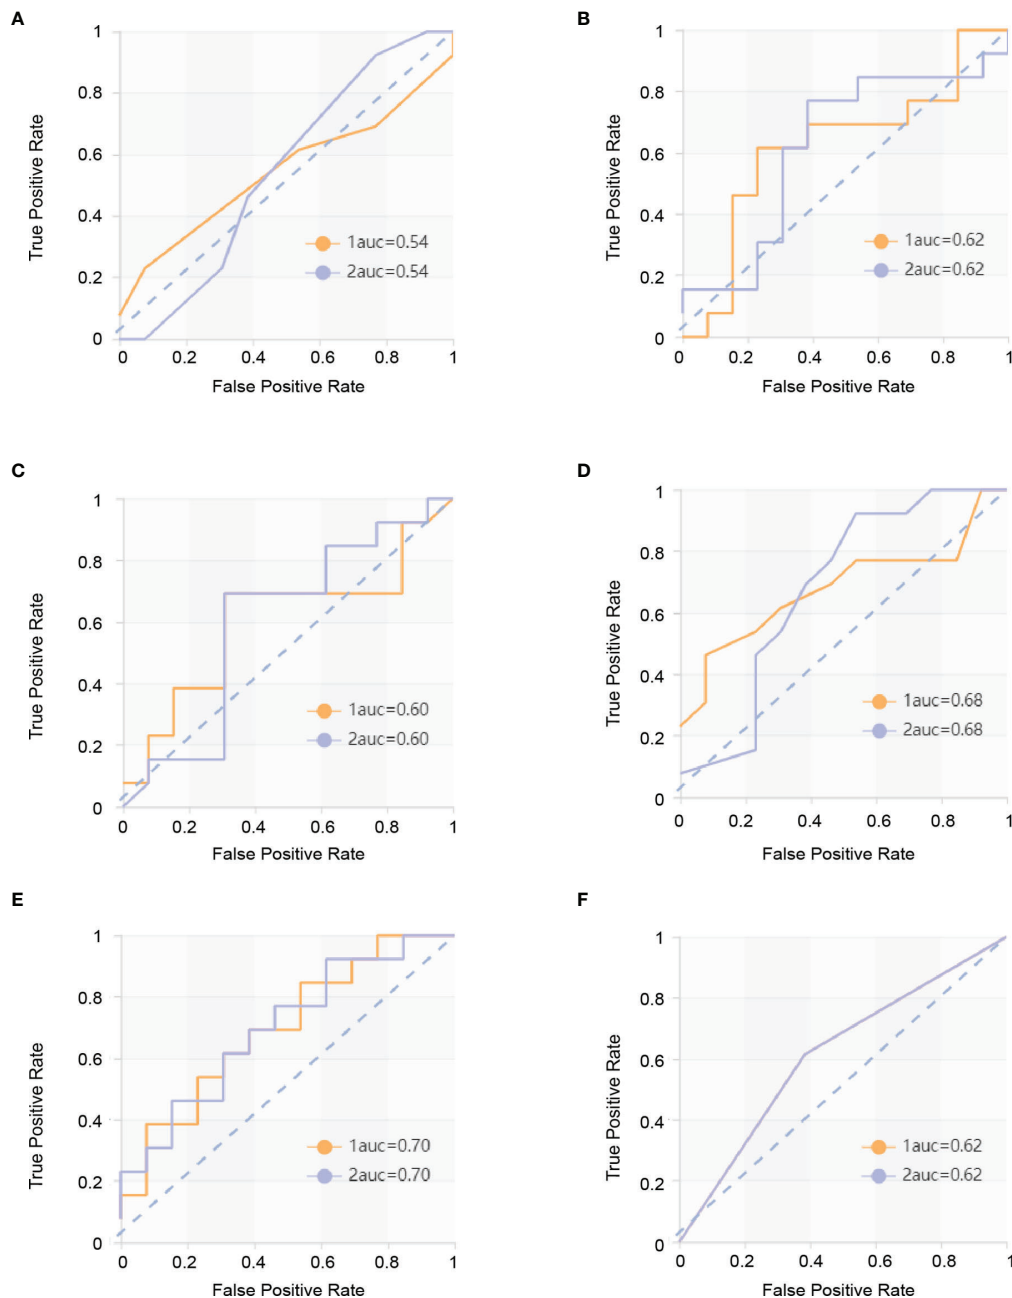 A
True Positive Rate
1
0.8
0.6
0.4
0.2
0
1auc=0.54
2auc=0.54
0 0.2 0.4 0.6 0.8 1
False Positive Rate
B
True Positive Rate
1
0.8
0.6
0.4
0.2
0
1auc=0.62
2auc=0.62
0 0.2 0.4 0.6 0.8 1
False Positive Rate
C
True Positive Rate
1
0.8
0.6
0.4
0.2
0
1auc=0.60
2auc=0.60
0 0.2 0.4 0.6 0.8 1
False Positive Rate
D
True Positive Rate
1
0.8
0.6
0.4
0.2
0
1auc=0.68
2auc=0.68
0 0.2 0.4 0.6 0.8 1
False Positive Rate
E
True Positive Rate
1
0.8
0.6
0.4
0.2
0
1auc=0.70
2auc=0.70
0 0.2 0.4 0.6 0.8 1
False Positive Rate
F
True Positive Rate
1
0.8
0.6
0.4
0.2
0
1auc=0.62
2auc=0.62
0 0.2 0.4 0.6 0.8 1
False Positive Rate